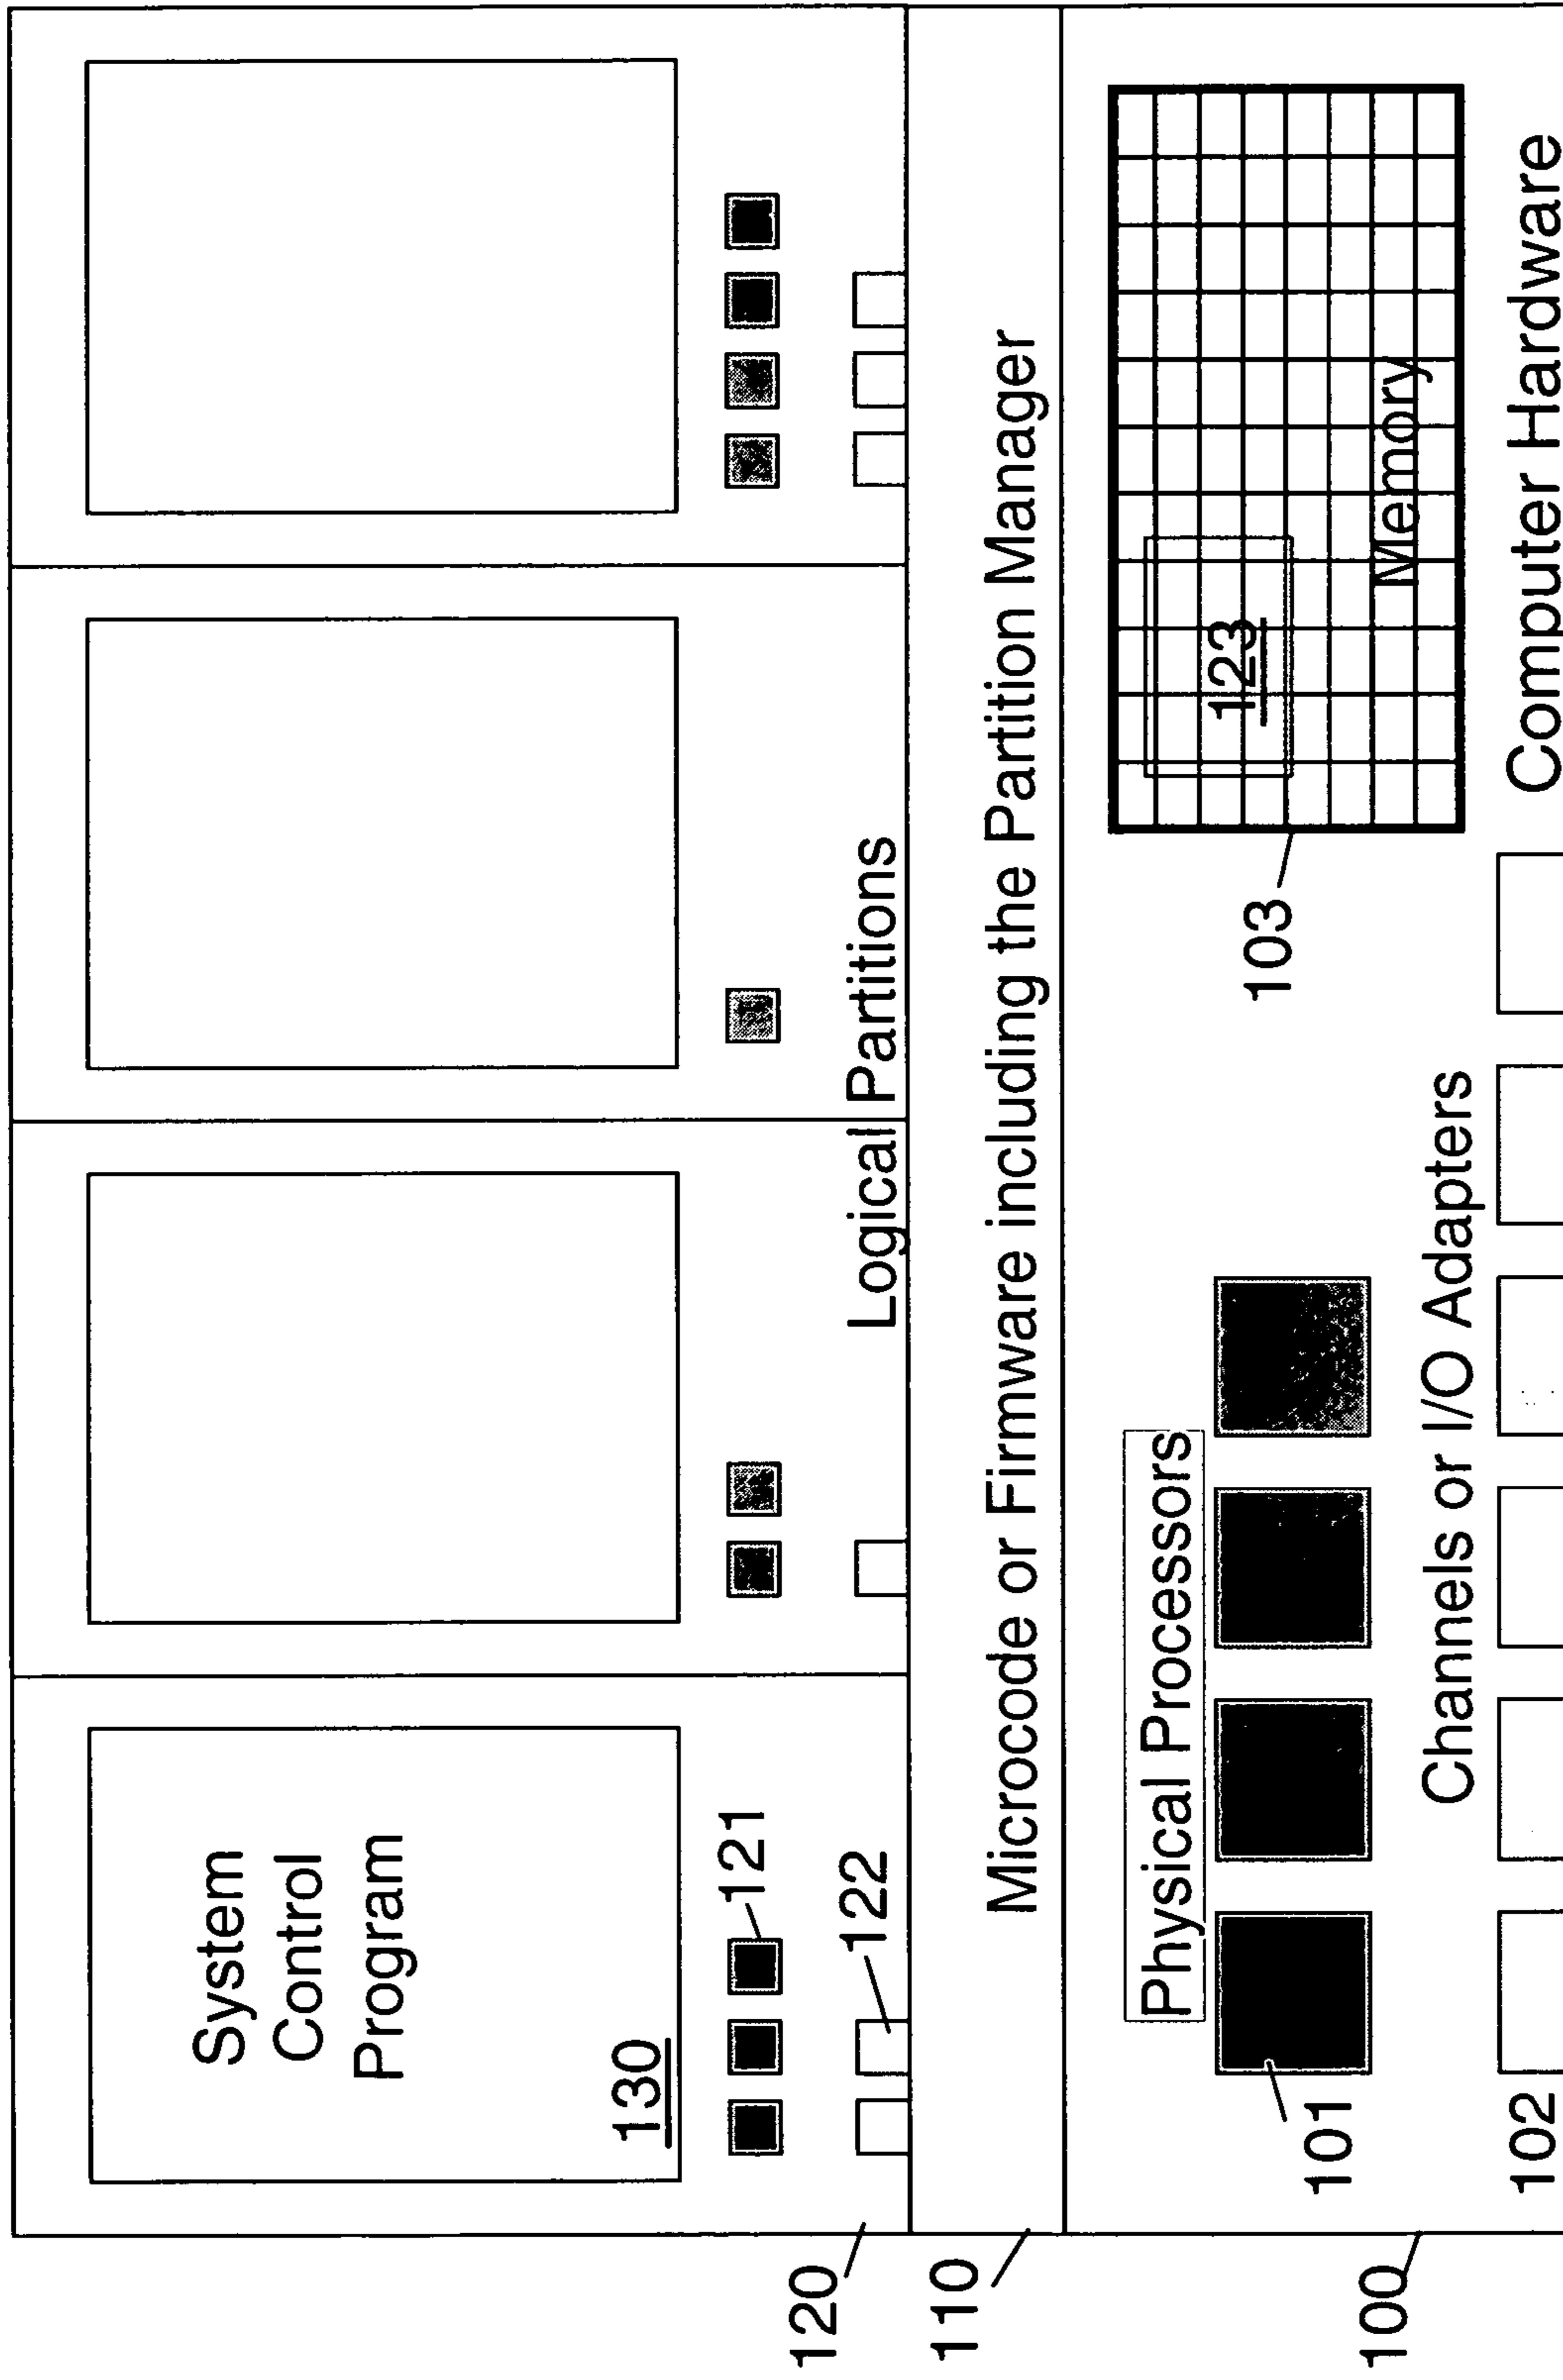 System
Control
Program
130
121
122
120
Logical Partitions
110
Microcode or Firmware including the Partition Manager
Physical Processors
101
103
123
Memory
Channels or I/O Adapters
102
100
Computer Hardware